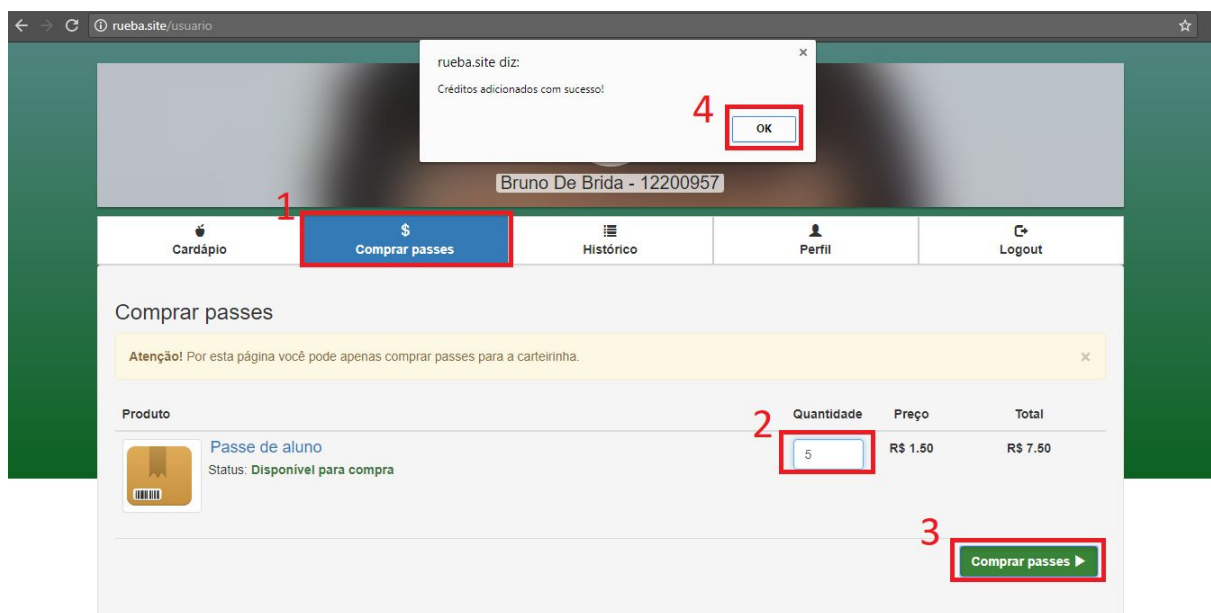 rueba.site/usuario
rueba.site diz:
×
Créditos adicionados com sucesso!
4
OK
Bruno De Brida - 12200957
1
$
Cardápio
Comprar passes
Histórico
Perfil
Logout
Comprar passes
Atenção! Por esta página você pode apenas comprar passes para a carteirinha.
×
Produto
Quantidade
Preço
Total
2
Passe de aluno
5
R$ 1.50
R$ 7.50
Status: Disponível para compra
3
Comprar passes